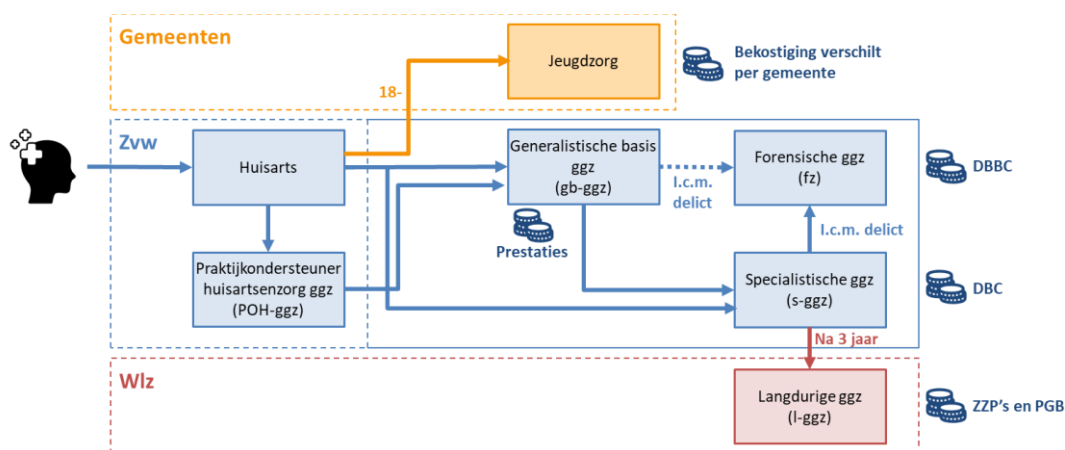 Gemeenten
Jeugdzorg
Bekostiging verschilt
per gemeente
18-
Zvw
Huisarts
Generalistische basis
ggz
(gb-ggz)
I.c.m.
delict
Forensische ggz
(fz)
DBBC
Prestaties
I.c.m. delict
Praktijkondersteuner
huisartsenzorg ggz
(POH-ggz)
Specialistische ggz
(s-ggz)
DBC
Na 3 jaar
Wlz
Langdurige ggz
(l-ggz)
ZZP's en PGB